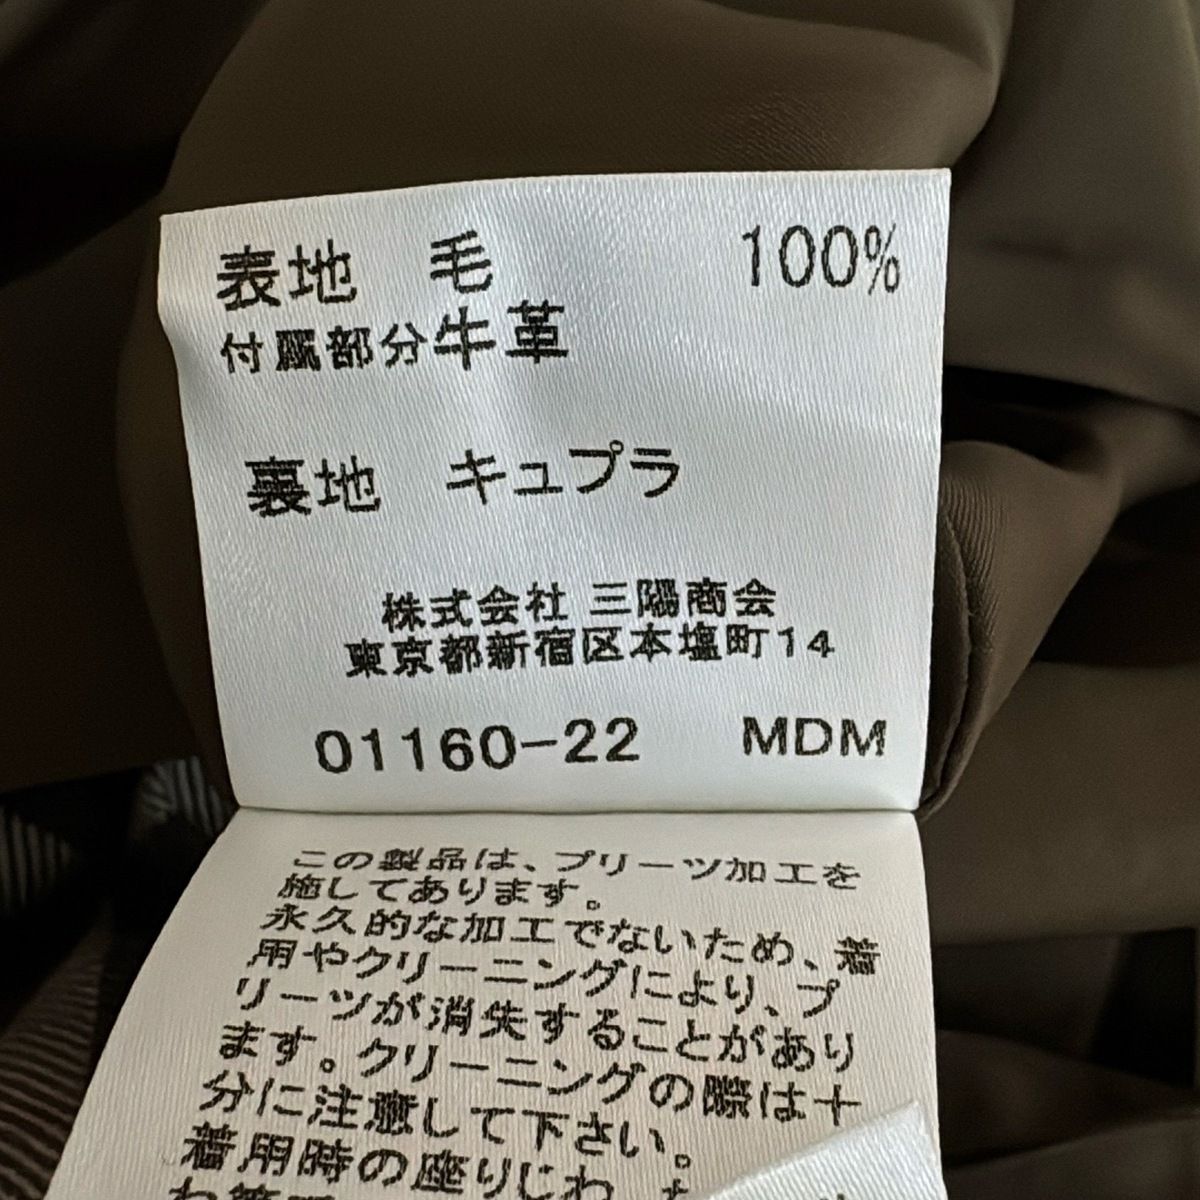 表地　毛　100%
付属部分牛革
裏地　キュプラ
株式会社 三陽商会
東京都新宿区本塩町14
01160-22　MDM
この製品は、プリーツ加工を
施してあります。
永久的な加工でないため、着
用やクリーニングにより、プ
リーツが消失することがあり
ます。クリーニングの際は十
分に注意して下さい。
着用時の座りじわ